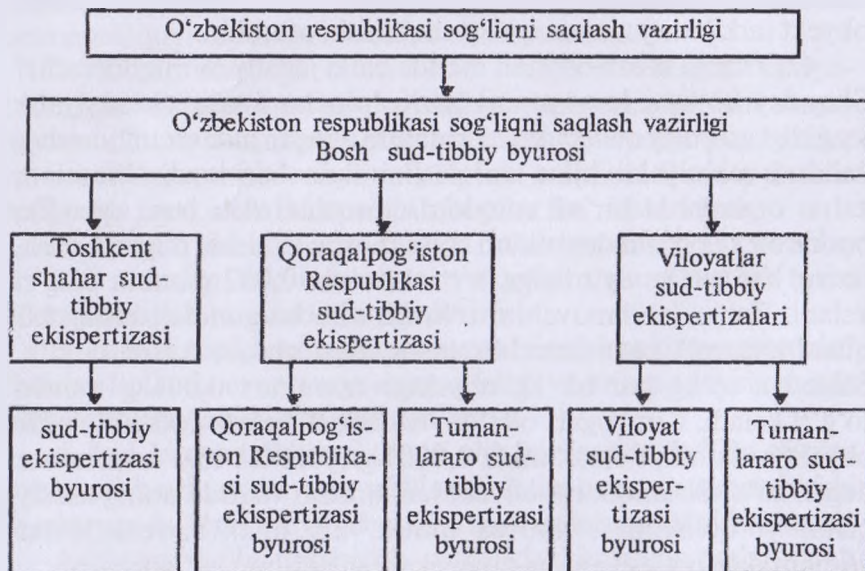 O‘zbekiston respublikasi sog‘liqni saqlash vazirligi
O‘zbekiston respublikasi sog‘liqni saqlash vazirligi
Bosh sud-tibbiy byurosi
Toshkent
shahar sud-
tibbiy
ekispertizasi
Qoraqalpog‘iston
Respublikasi
sud-tibbiy
ekispertizasi
Viloyatlar
sud-tibbiy
ekispertizalari
sud-tibbiy
ekispertizasi
byurosi
Qoraqalpog‘is-
ton Respublika-
si sud-tibbiy
ekispertizasi
byurosi
Tuman-
lararo sud-
tibbiy
ekispertizasi
byurosi
Viloyat
sud-tibbiy
ekisper-
tizasi
byurosi
Tuman-
lararo sud-
tibbiy
ekispertizasi
byurosi